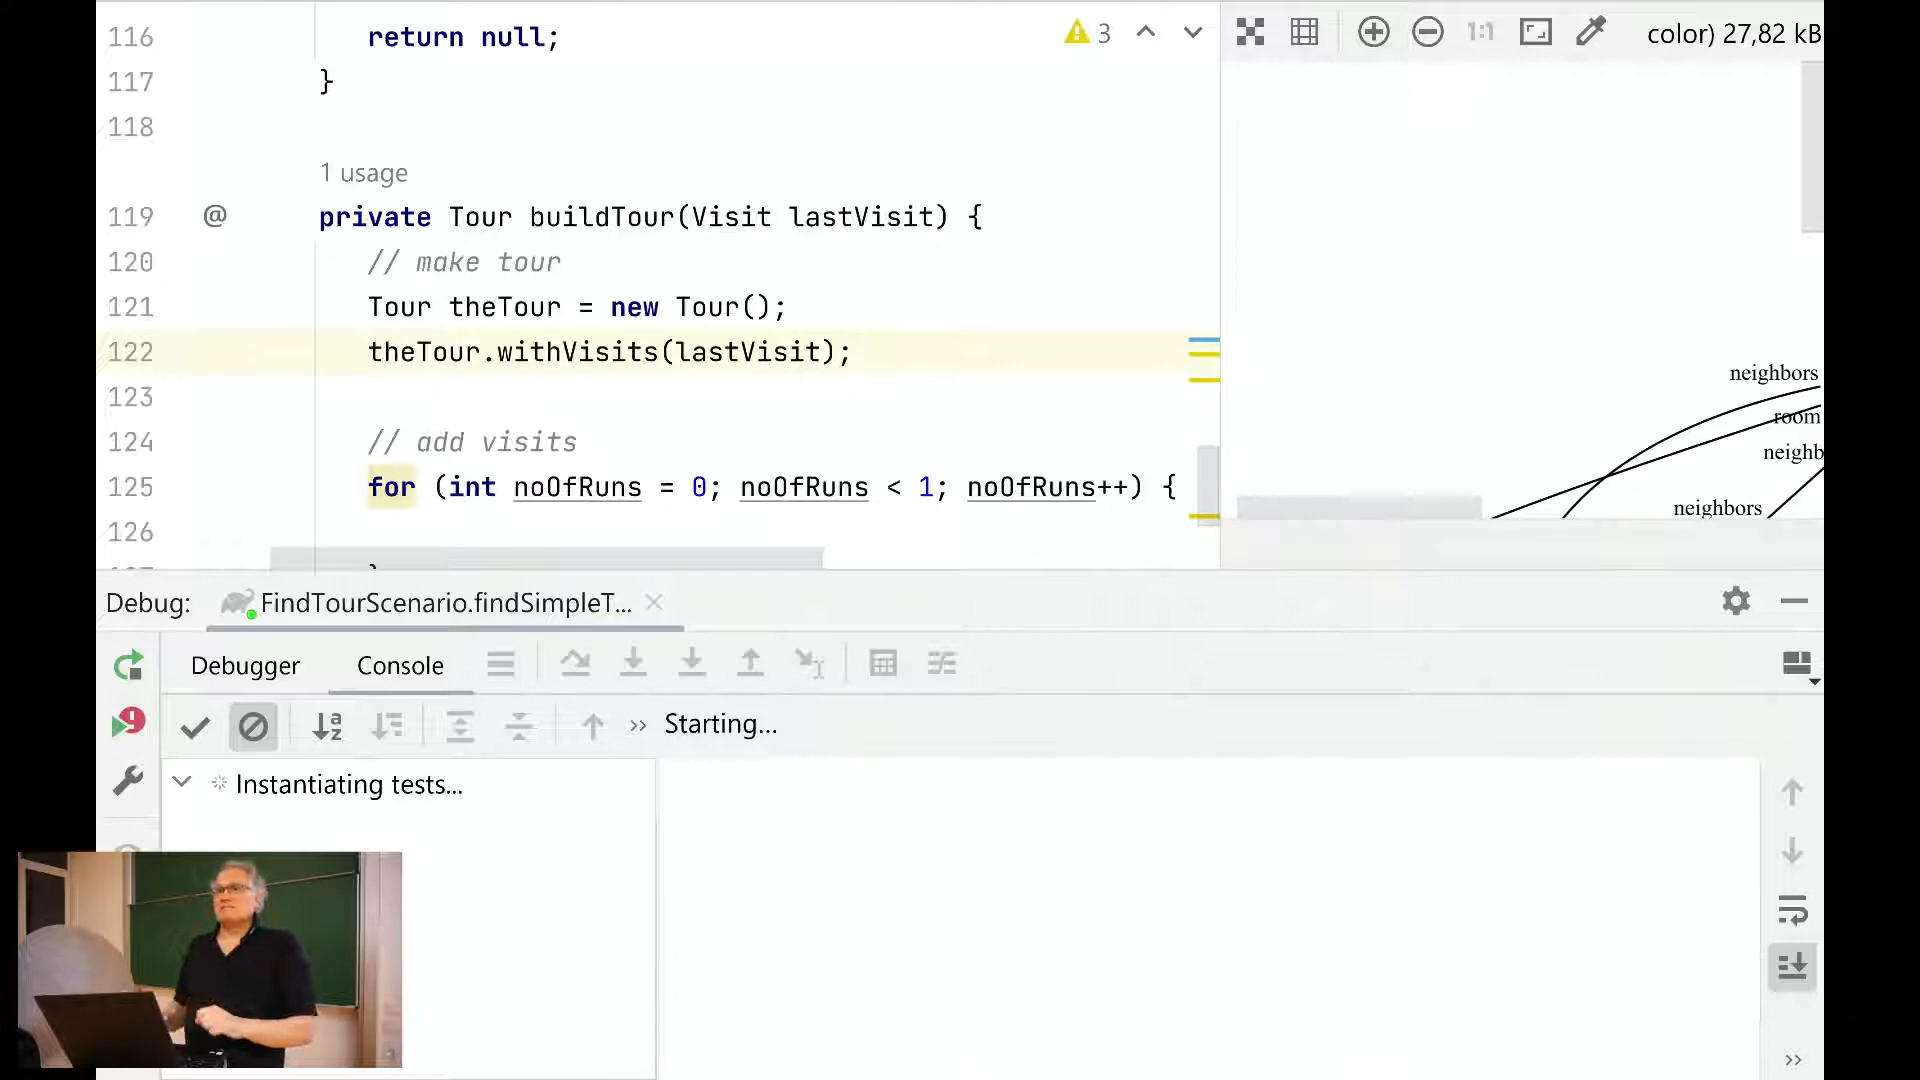 116 return null;
117 }
118
1 usage
119 @ private Tour buildTour(Visit lastVisit) {
120 // make tour
121 Tour theTour = new Tour();
122 theTour.withVisits(lastVisit);
123
124 // add visits
125 for (int noOfRuns = 0; noOfRuns < 1; noOfRuns++) {
126
3
1:1
color) 27,82 kB
neighbors
room
neighb
neighbors
Debug: FindTourScenario.findSimpleT...
Debugger Console
>> Starting...
Instantiating tests...